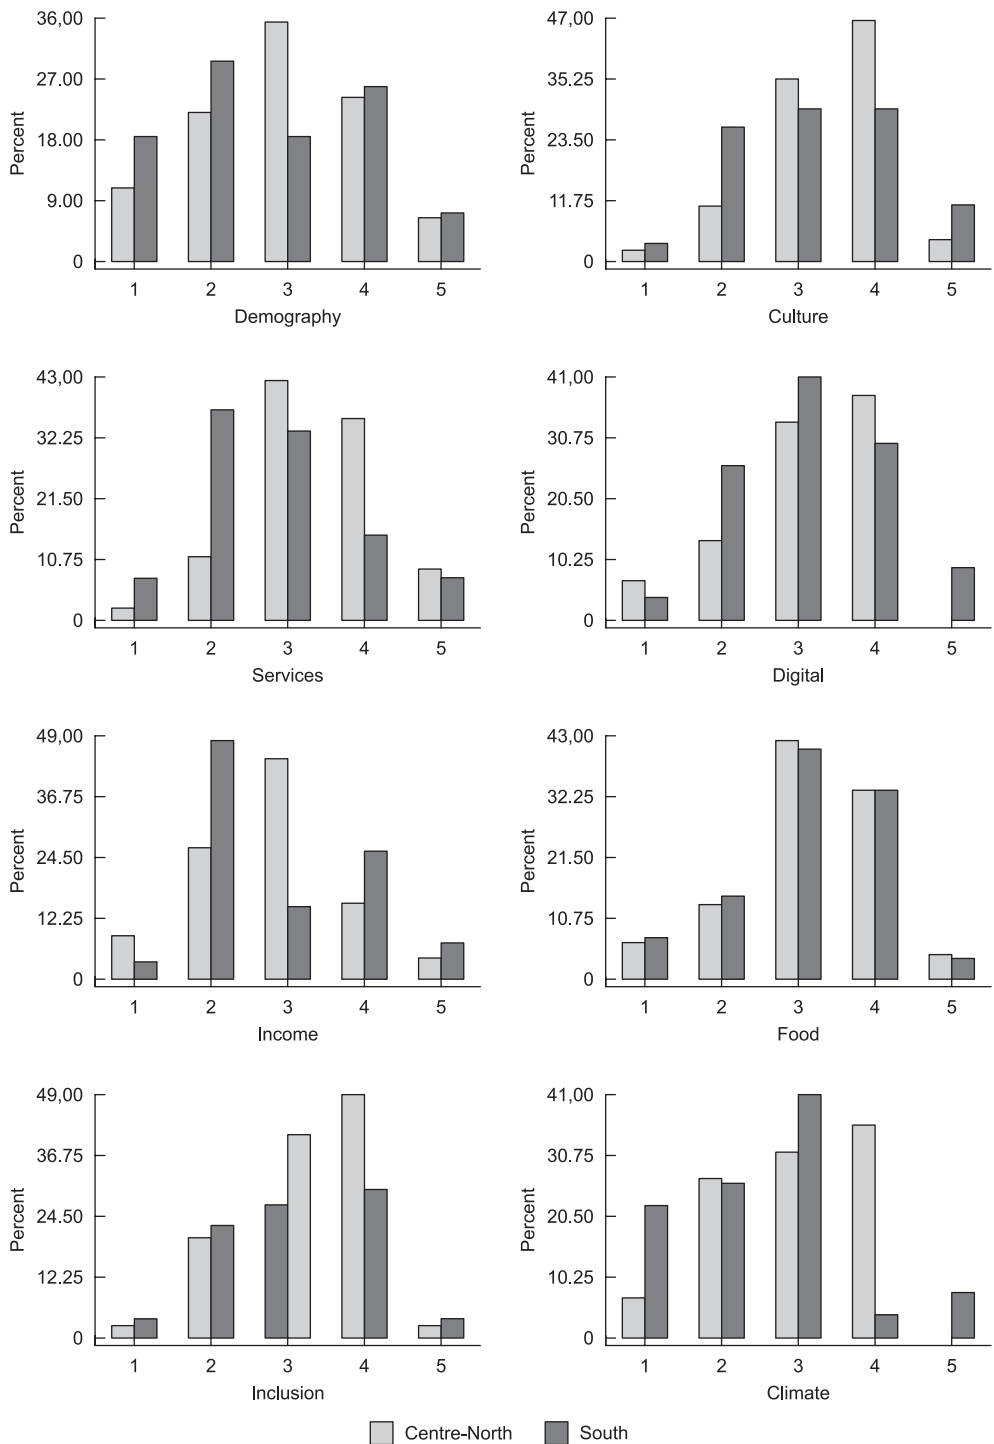 36,00
27.00
18.00
9.00
0
Percent
1 2 3 4 5
Demography
47,00
35.25
23.50
11.75
0
Percent
1 2 3 4 5
Culture
43,00
32.25
21.50
10.75
0
Percent
1 2 3 4 5
Services
41,00
30.75
20.50
10.25
0
Percent
1 2 3 4 5
Digital
49,00
36.75
24.50
12.25
0
Percent
1 2 3 4 5
Income
43,00
32.25
21.50
10.75
0
Percent
1 2 3 4 5
Food
49,00
36.75
24.50
12.25
0
Percent
1 2 3 4 5
Inclusion
41,00
30.75
20.50
10.25
0
Percent
1 2 3 4 5
Climate
Centre-North South